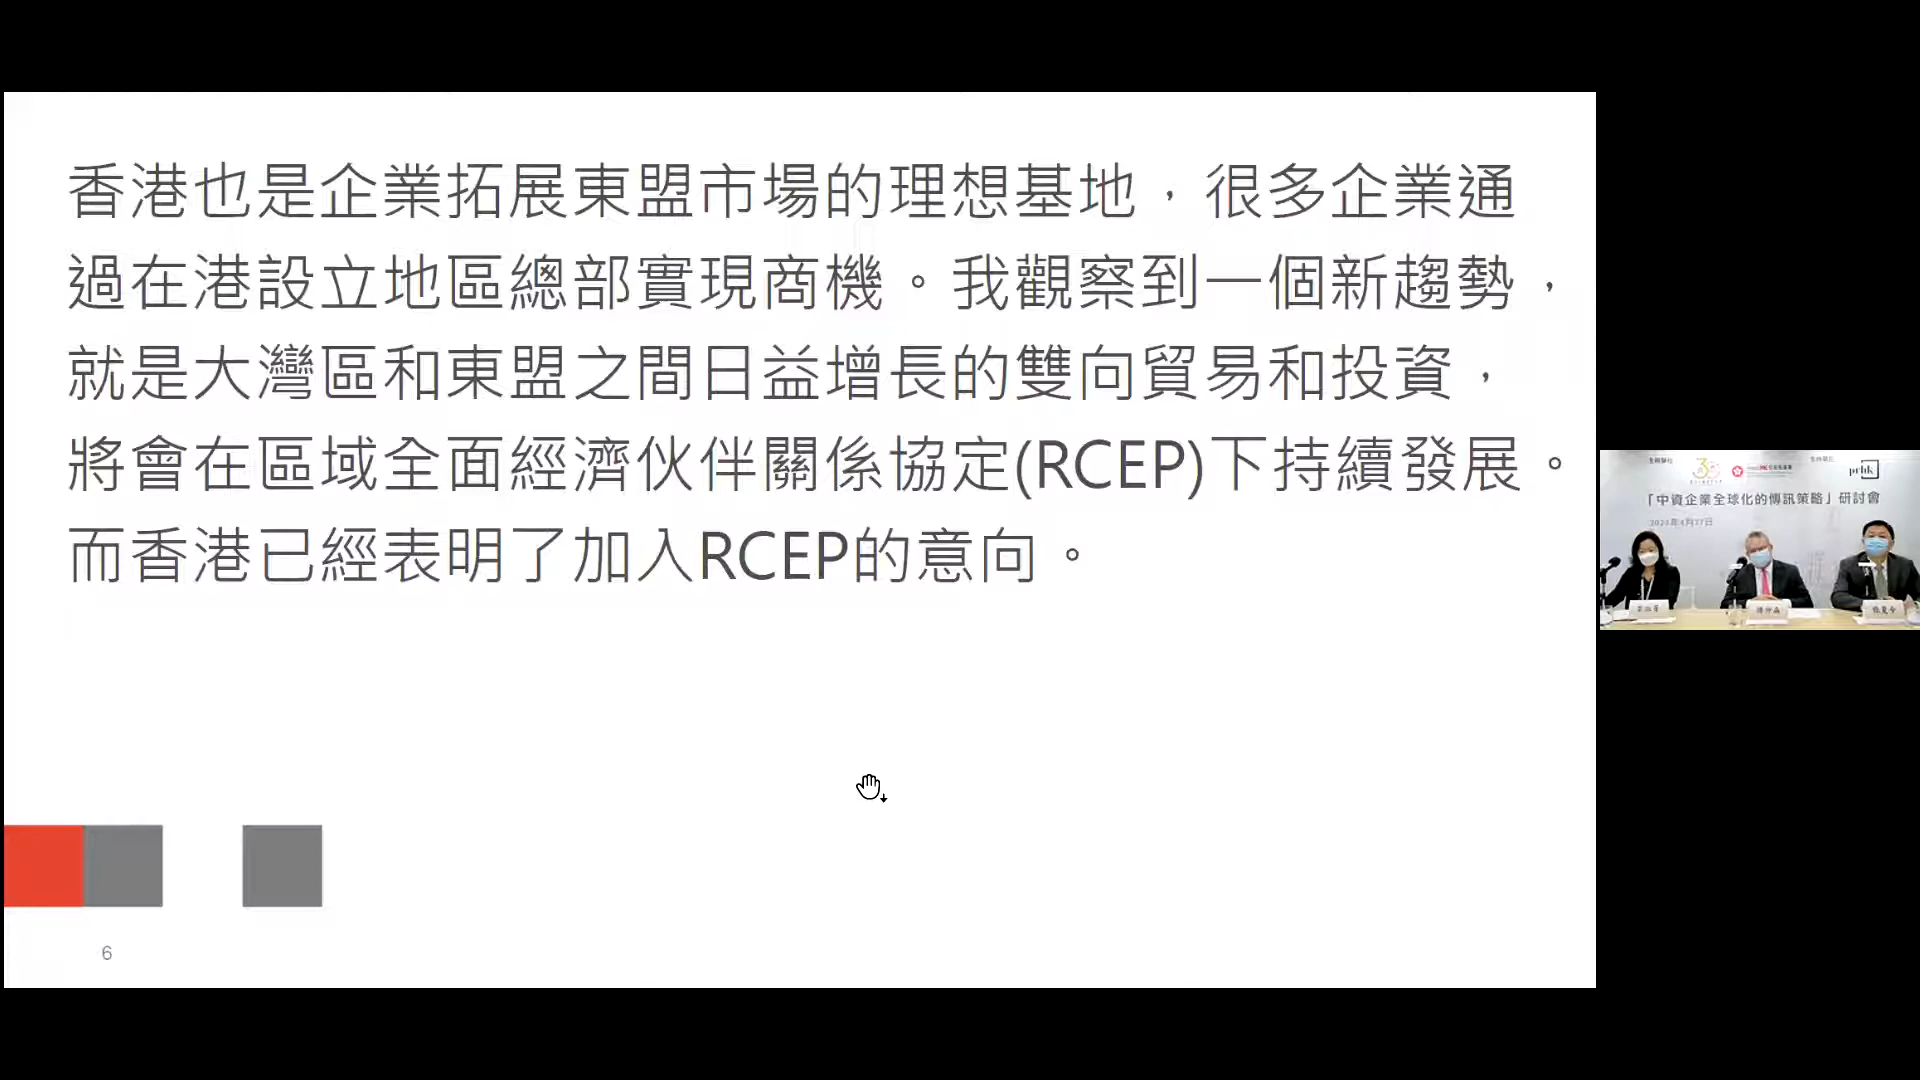 香港也是企業拓展東盟市場的理想基地，很多企業通
過在港設立地區總部實現商機。我觀察到一個新趨勢，
就是大灣區和東盟之間日益增長的雙向貿易和投資，
將會在區域全面經濟伙伴關係協定(RCEP)下持續發展。
而香港已經表明了加入RCEP的意向。
6
prhk
「中資企業全球化的傳訊策略」研討會